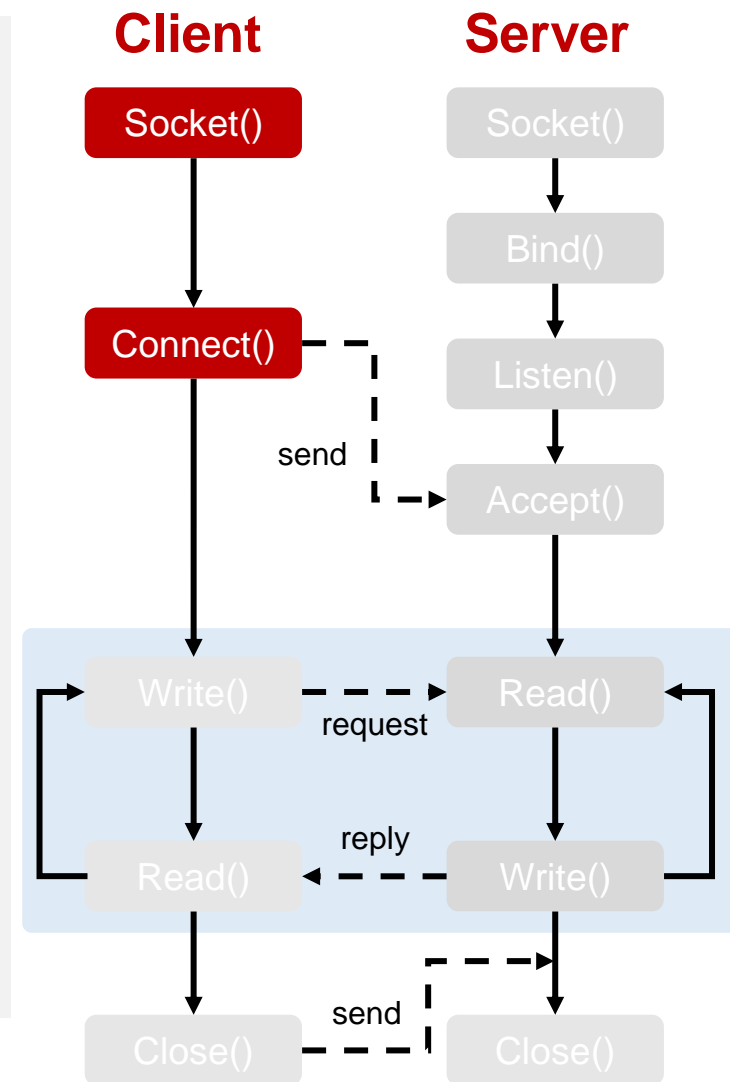 Client
Server
Socket()
Socket()
Bind()
Connect()
Listen()
send
Accept()
Write()
Read()
request
reply
Read()
Write()
send
Close()
Close()